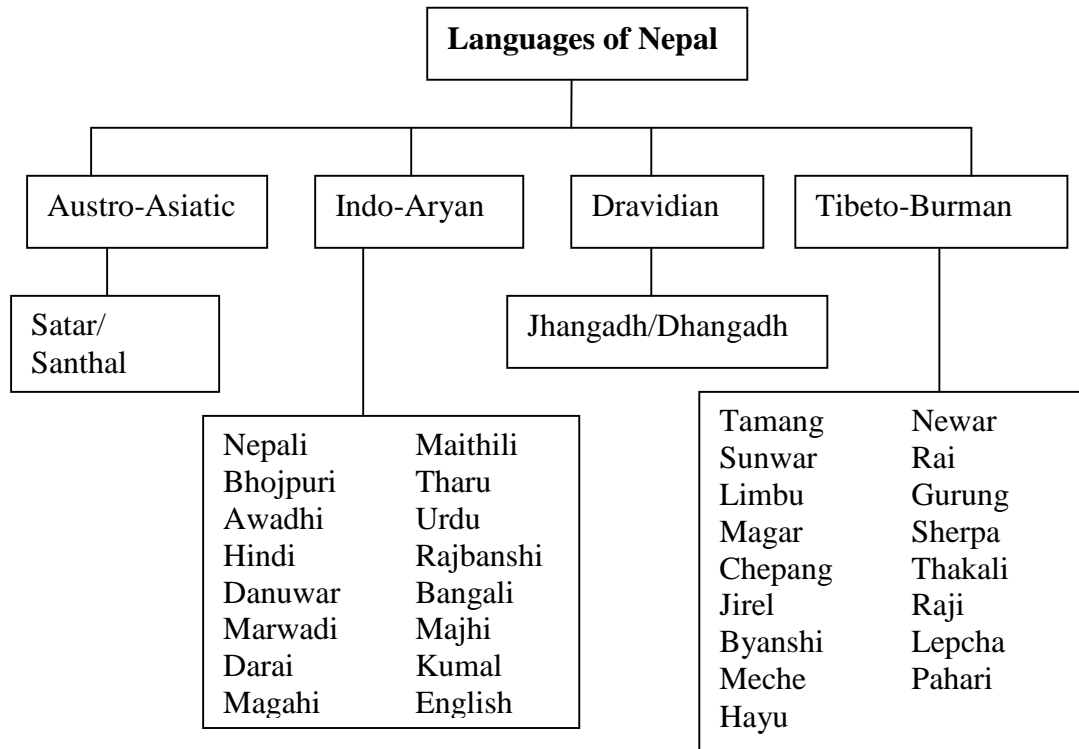 Languages of Nepal
Austro-Asiatic
Indo-Aryan
Dravidian
Tibeto-Burman
Satar/
Santhal
Jhangadh/Dhangadh
Nepali Maithili
Bhojpuri Tharu
Awadhi Urdu
Hindi Rajbanshi
Danuwar Bangali
Marwadi Majhi
Darai Kumal
Magahi English
Tamang Newar
Sunwar Rai
Limbu Gurung
Magar Sherpa
Chepang Thakali
Jirel Raji
Byanshi Lepcha
Meche Pahari
Hayu